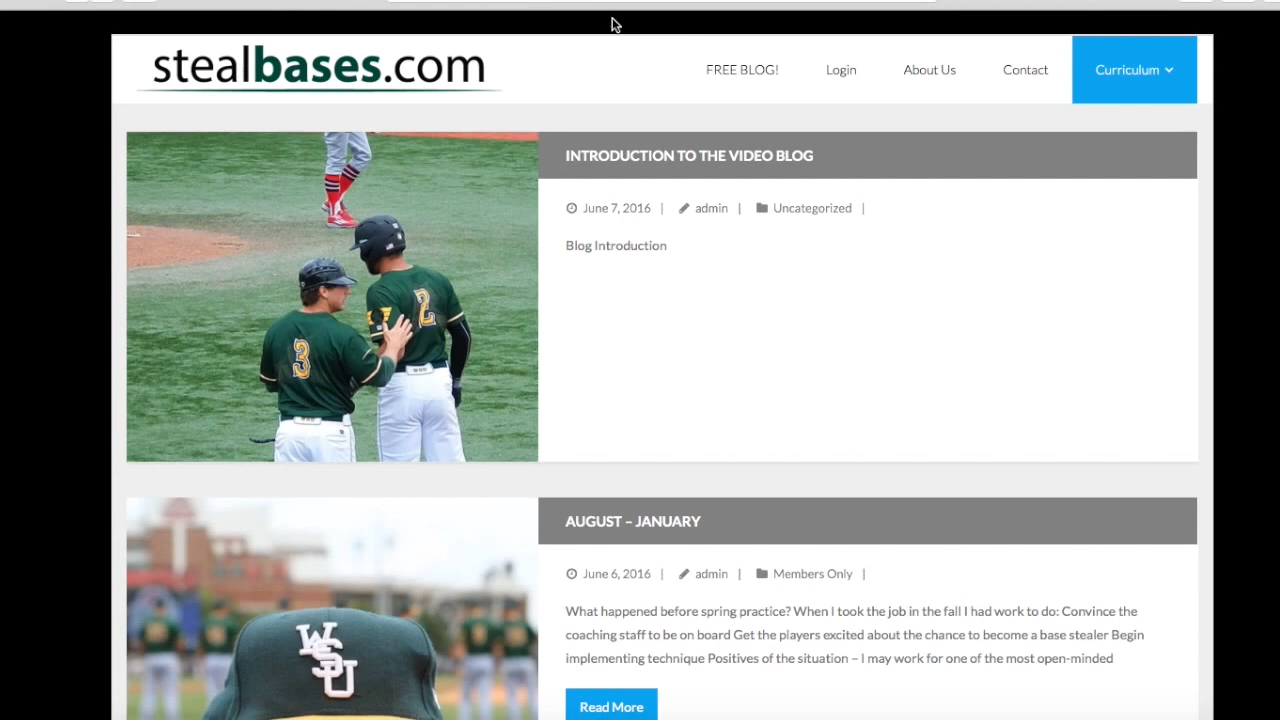 stealbases.com
FREE BLOG! Login About Us Contact Curriculum
INTRODUCTION TO THE VIDEO BLOG
June 7, 2016 | admin | Uncategorized |
Blog Introduction
2
3
AUGUST – JANUARY
June 6, 2016 | admin | Members Only |
What happened before spring practice? When I took the job in the fall I had work to do: Convince the
coaching staff to be on board Get the players excited about the chance to become a base stealer Begin
implementing technique Positives of the situation – I may work for one of the most open-minded
Read More
WSU